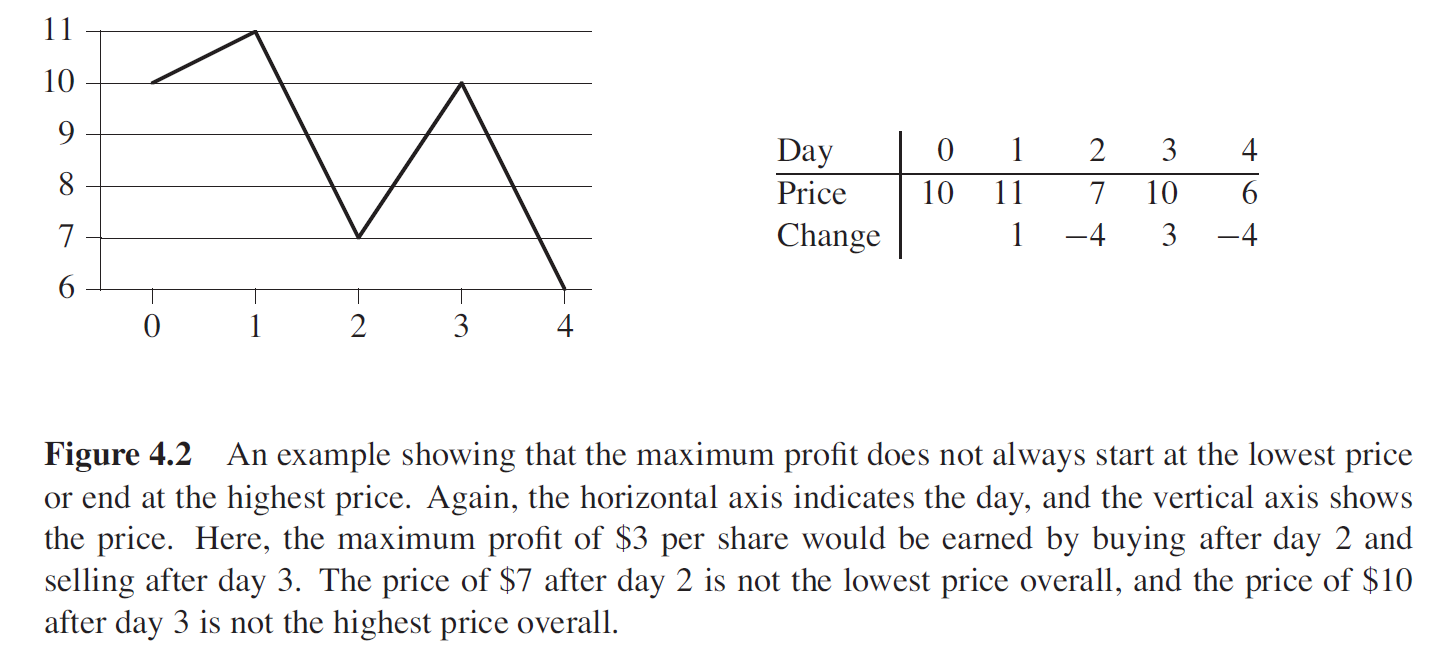 11
10
9
8
7
6
0 1 2 3 4
Day 0 1 2 3 4
Price 10 11 7 10 6
Change 1 −4 3 −4
Figure 4.2 An example showing that the maximum profit does not always start at the lowest price
or end at the highest price. Again, the horizontal axis indicates the day, and the vertical axis shows
the price. Here, the maximum profit of $3 per share would be earned by buying after day 2 and
selling after day 3. The price of $7 after day 2 is not the lowest price overall, and the price of $10
after day 3 is not the highest price overall.